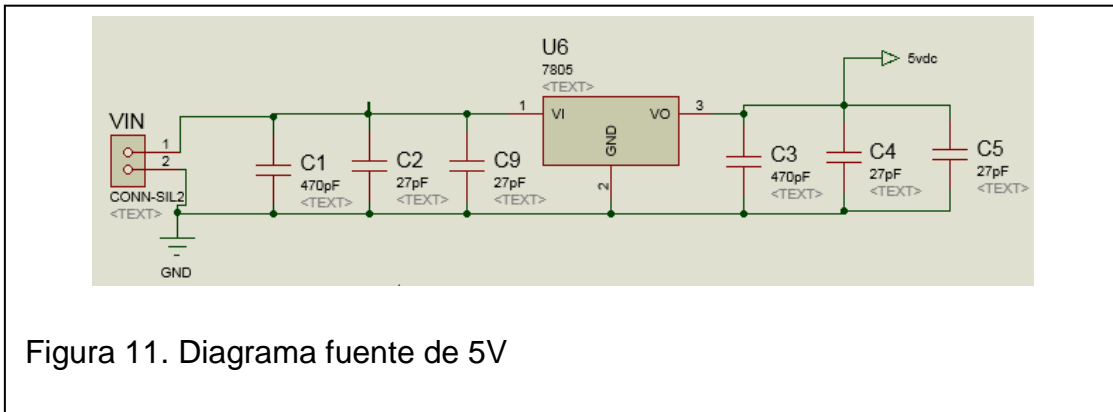 U6
7805
<TEXT>
5vdc
VIN
1
2
CONN-SIL2
<TEXT>
GND
C1
470pF
<TEXT>
C2
27pF
<TEXT>
C9
27pF
<TEXT>
1
VI
VO
3
GND
2
C3
470pF
<TEXT>
C4
27pF
<TEXT>
C5
27pF
<TEXT>
Figura 11. Diagrama fuente de 5V